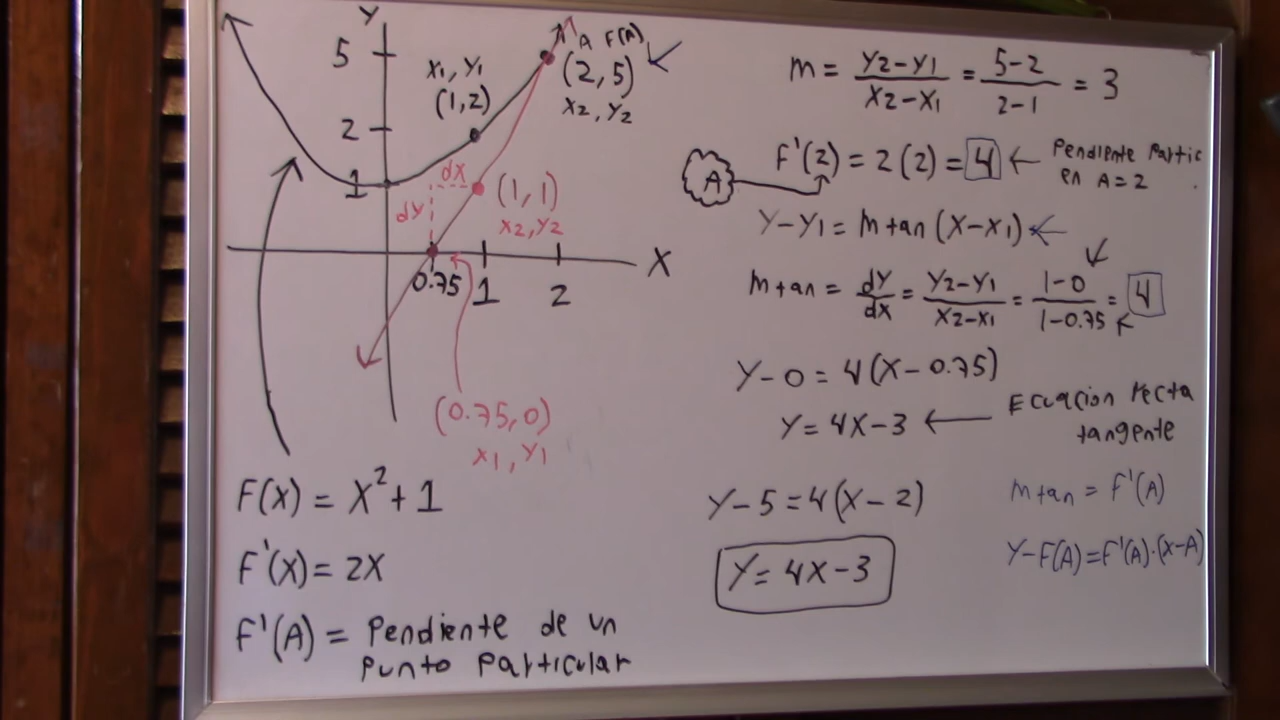 Y
5
2
1
A F(A)
(2,5)
X2, Y2
X1, Y1
(1,2)
dX
dY
(1,1)
X2, Y2
0.75 1 2 X
(0.75,0)
X1, Y1
F(X) = X²+1
F'(X) = 2X
F'(A) = Pendiente de un
punto particular
m = Y2-Y1/X2-X1 = 5-2/2-1 = 3
A F'(2) = 2(2) = 4 ← Pendiente Partic
en A=2
Y-Y1 = mtan (X-X1) ←
mtan = dY/dX = Y2-Y1/X2-X1 = 1-0/1-0.75 = 4
Y-0 = 4(X-0.75)
Y = 4X-3 ← Ecuacion recta
tangente
Y-5 = 4(X-2)
Y = 4X-3
mtan = F'(A)
Y-F(A)=F'(A)·(X-A)